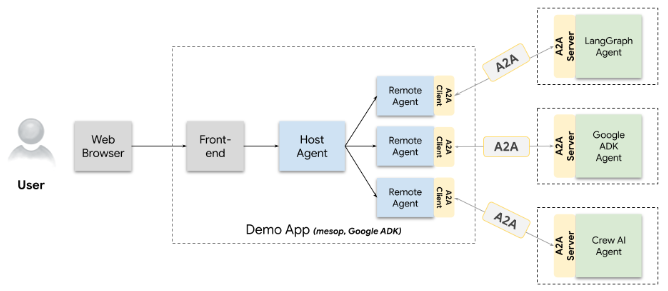 User
Web
Browser
Front-
end
Host
Agent
Remote
Agent
A2A
Client
Remote
Agent
A2A
Client
Remote
Agent
A2A
Client
Demo App (mesop, Google ADK)
A2A
A2A
A2A
A2A
Server
LangGraph
Agent
A2A
Server
Google
ADK
Agent
A2A
Server
Crew AI
Agent